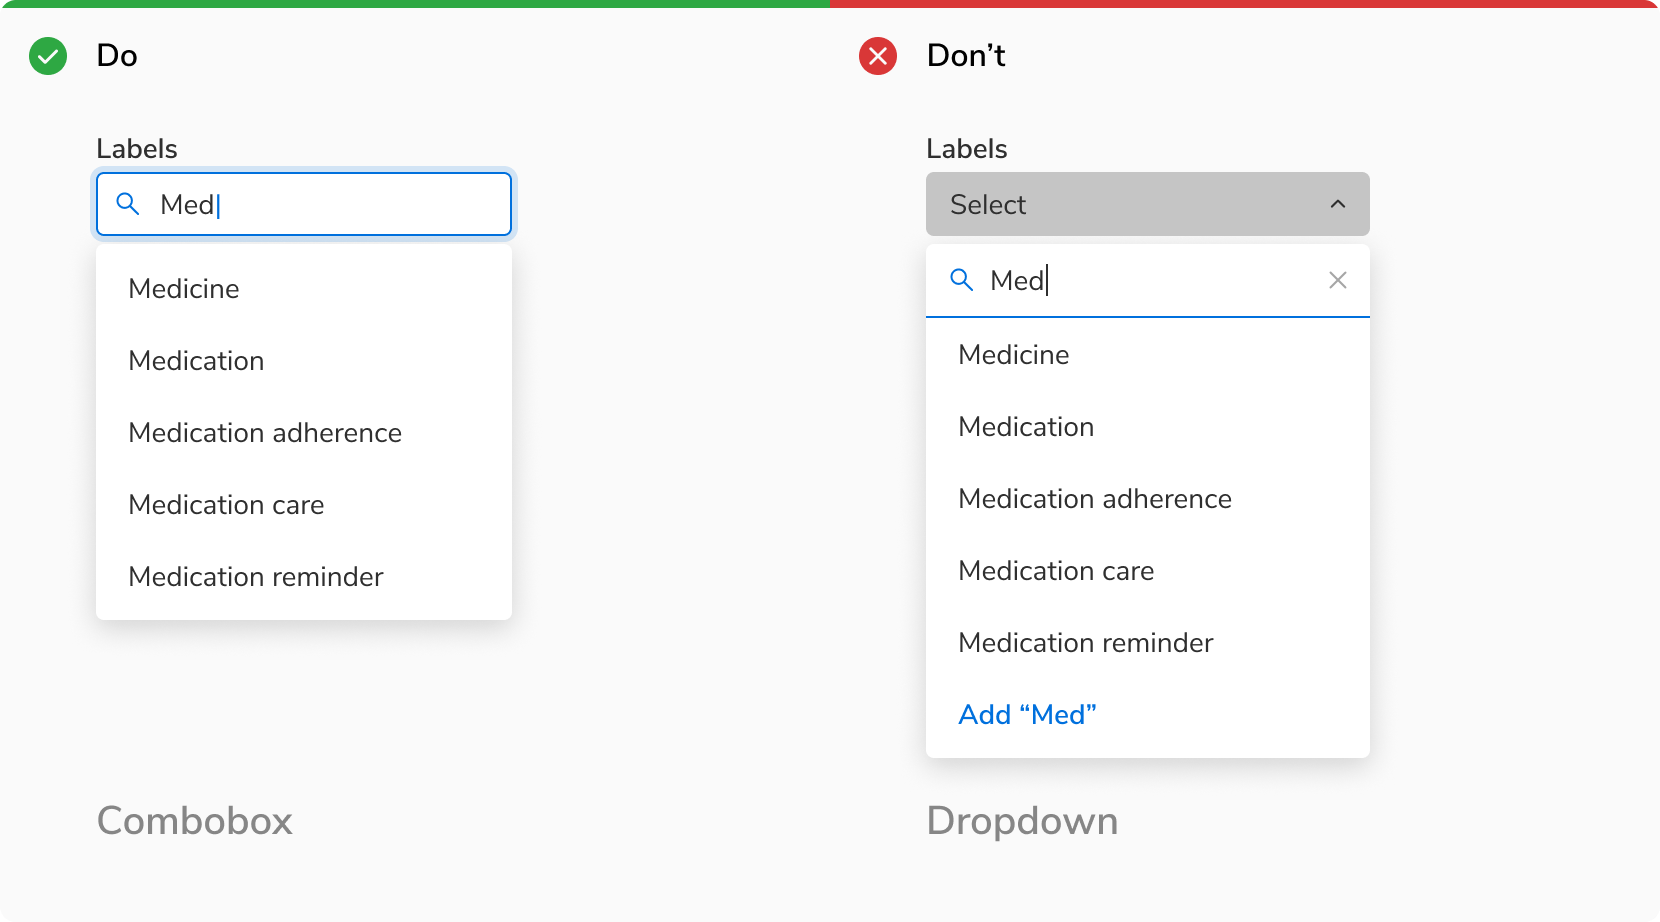 Do
Labels
Med
Medicine
Medication
Medication adherence
Medication care
Medication reminder
Combobox
Don’t
Labels
Select
Med
Medicine
Medication
Medication adherence
Medication care
Medication reminder
Add “Med”
Dropdown